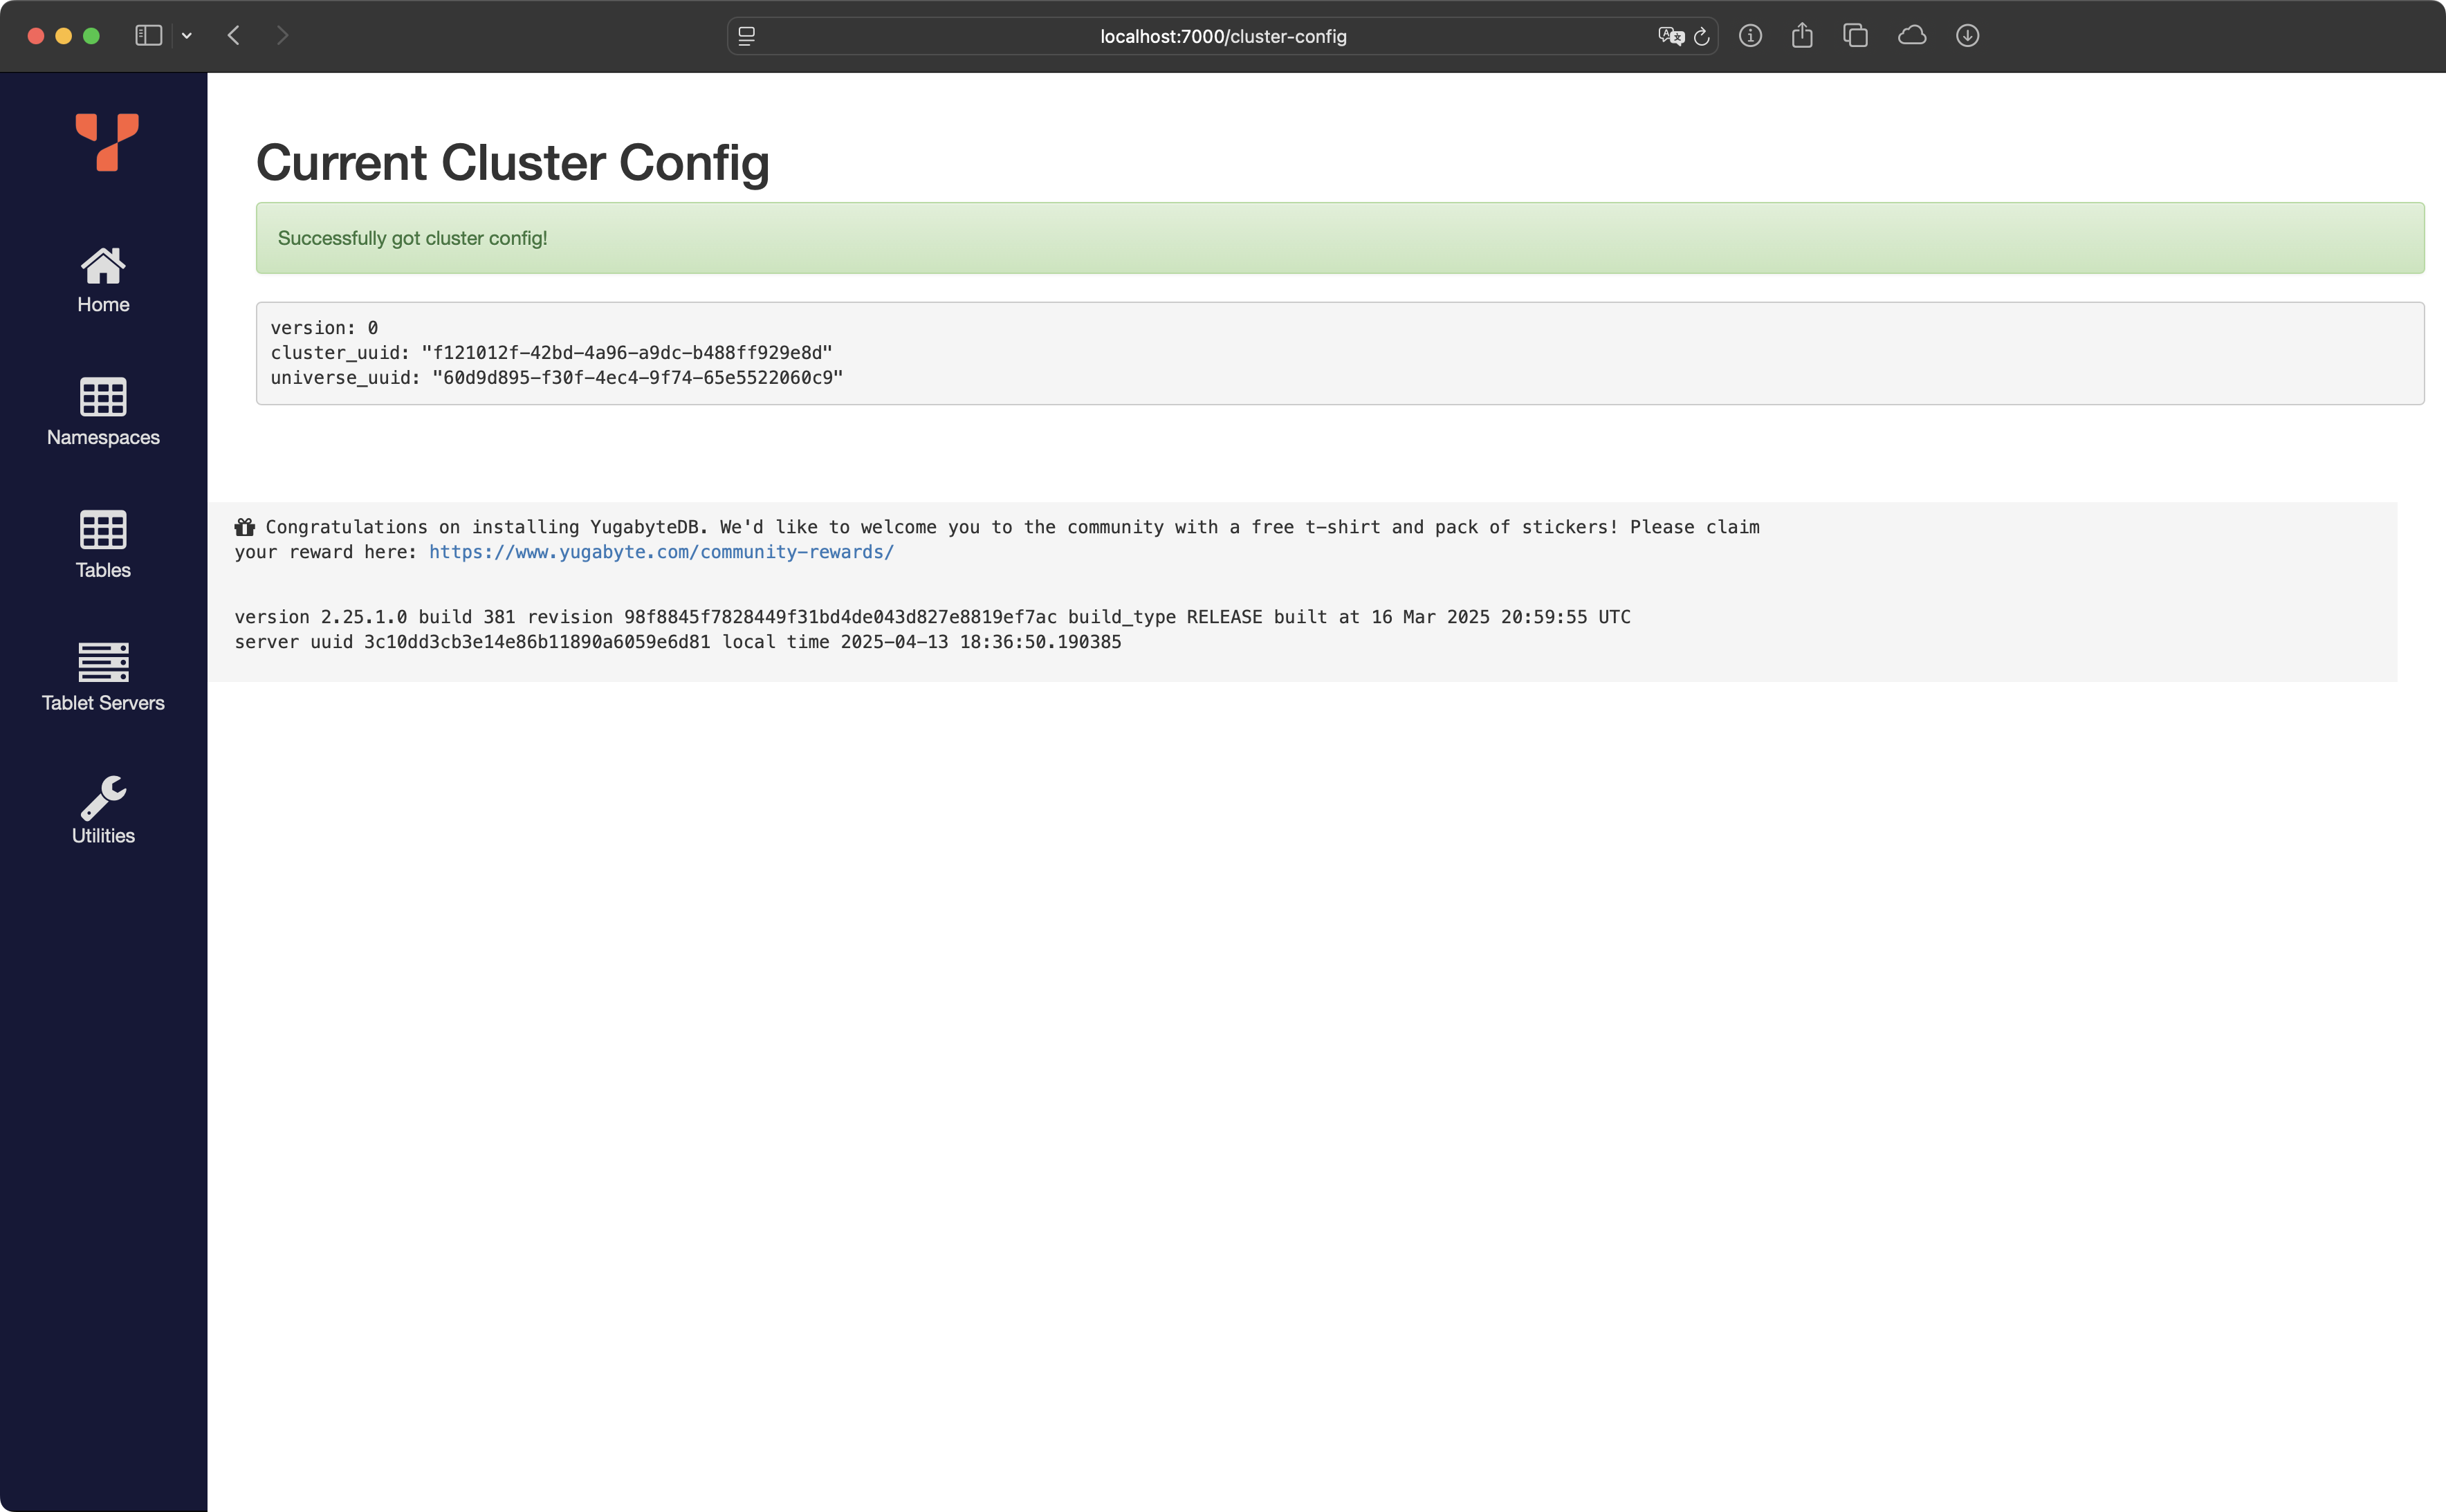 localhost:7000/cluster-config
Home
Namespaces
Tables
Tablet Servers
Utilities
Current Cluster Config
Successfully got cluster config!
version: 0
cluster_uuid: "f121012f-42bd-4a96-a9dc-b488ff929e8d"
universe_uuid: "60d9d895-f30f-4ec4-9f74-65e5522060c9"
Congratulations on installing YugabyteDB. We'd like to welcome you to the community with a free t-shirt and pack of stickers! Please claim
your reward here: https://www.yugabyte.com/community-rewards/
version 2.25.1.0 build 381 revision 98f8845f7828449f31bd4de043d827e8819ef7ac build_type RELEASE built at 16 Mar 2025 20:59:55 UTC
server uuid 3c10dd3cb3e14e86b11890a6059e6d81 local time 2025-04-13 18:36:50.190385